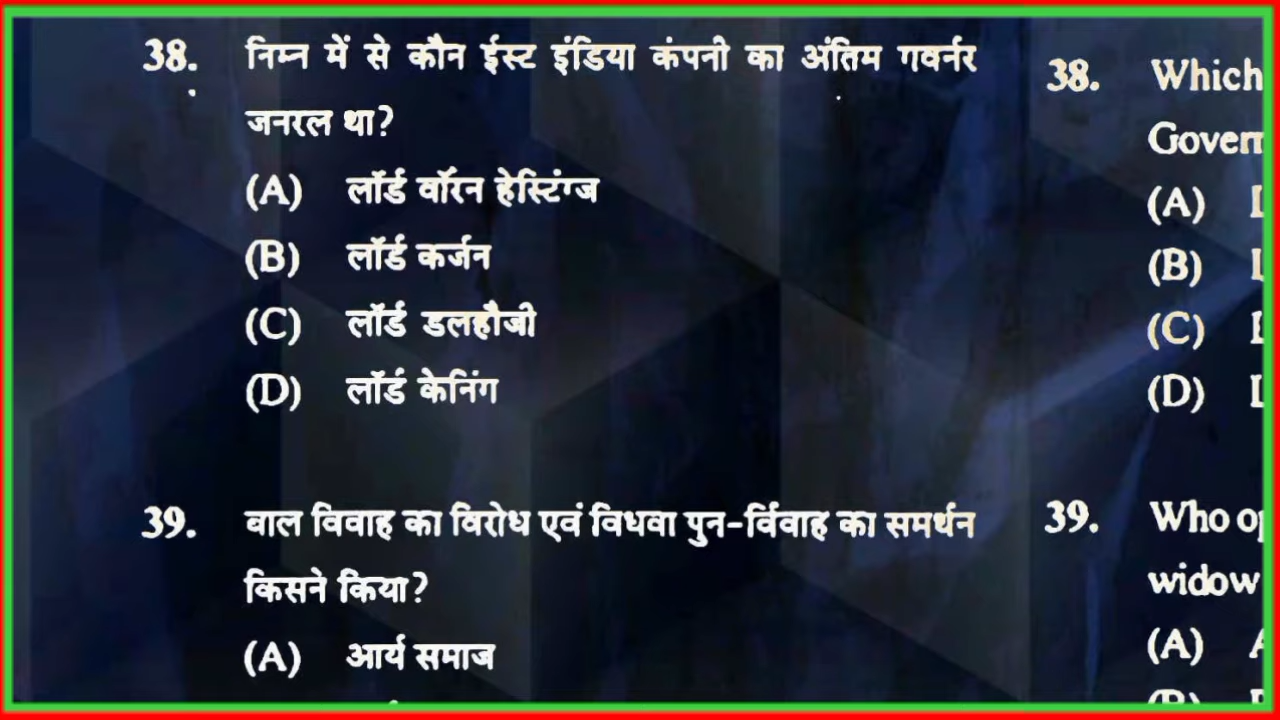 38. निम्न में से कौन ईस्ट इंडिया कंपनी का अंतिम गवर्नर
जनरल था?
(A) लॉर्ड वॉरन हेस्टिंग्ज
(B) लॉर्ड कर्जन
(C) लॉर्ड डलहौजी
(D) लॉर्ड केनिंग
39. बाल विवाह का विरोध एवं विधवा पुन-र्विवाह का समर्थन
किसने किया?
(A) आर्य समाज
38. Which
Govern
(A)
(B)
(C)
(D)
39. Who
widow
(A)